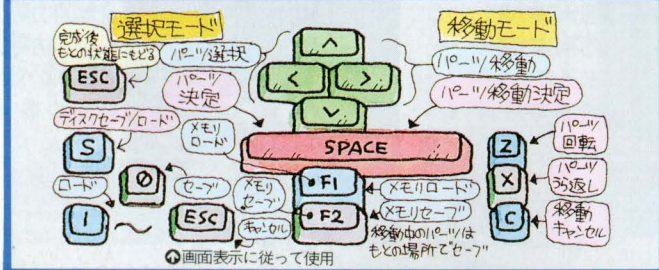 選択モード
移動モード
完成後
もとの状態にもどる
ESC
パーツ選択
パーツ移動
パーツ
決定
パーツ移動決定
ディスクセーブ/ロード
メモリ
ロード
SPACE
S
Z
パーツ
回転
ロード
0
セーブ
メモリ
セーブ
F1
メモリロード
X
パーツ
うら返し
1
〜
ESC
キャンセル
F2
メモリセーブ
移動中のパーツは
もとの場所でセーブ
C
移動
キャンセル
画面表示に従って使用